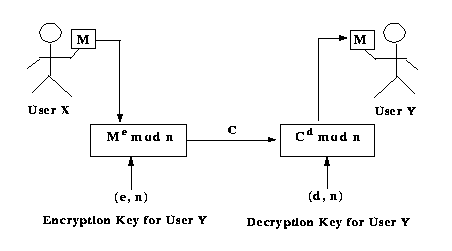 M
M
User X
User Y
M^e mod n
C
C^d mod n
(e, n)
(d, n)
Encryption Key for User Y
Decryption Key for User Y